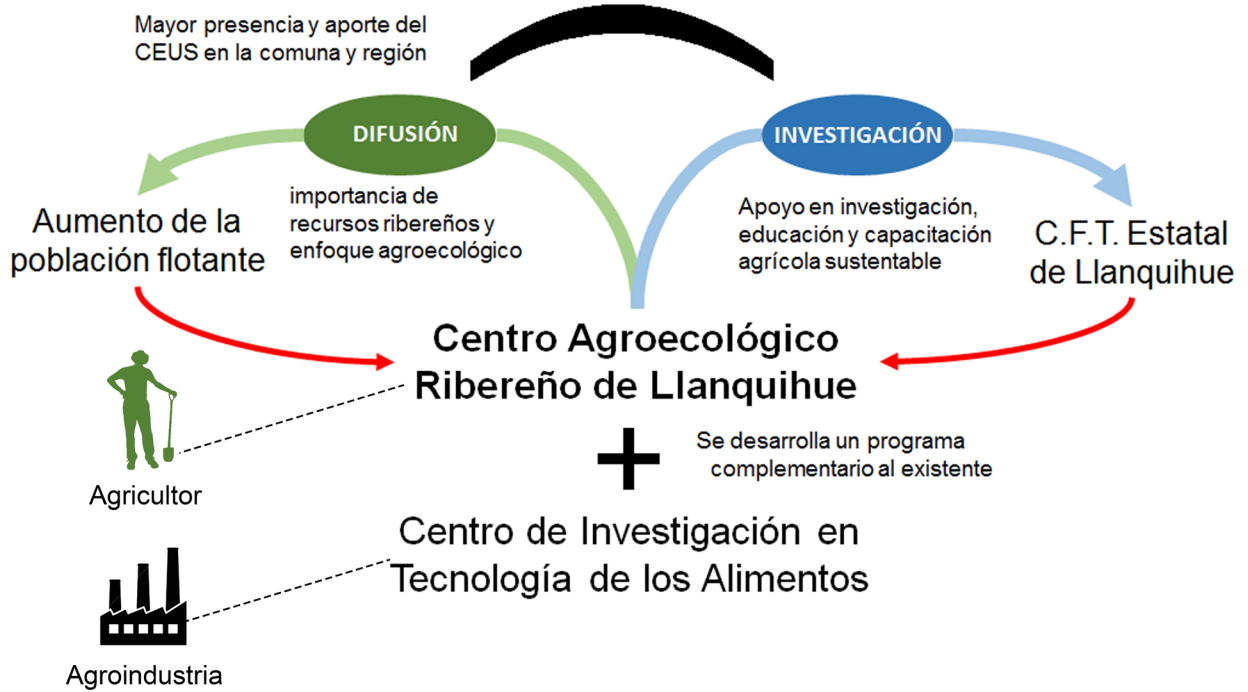 Mayor presencia y aporte del
CEUS en la comuna y región
DIFUSIÓN
INVESTIGACIÓN
importancia de
recursos ribereños y
enfoque agroecológico
Apoyo en investigación,
educación y capacitación
agrícola sustentable
Aumento de la
población flotante
C.F.T. Estatal
de Llanquihue
Centro Agroecológico
Ribereño de Llanquihue
Se desarrolla un programa
complementario al existente
Agricultor
Centro de Investigación en
Tecnología de los Alimentos
Agroindustria